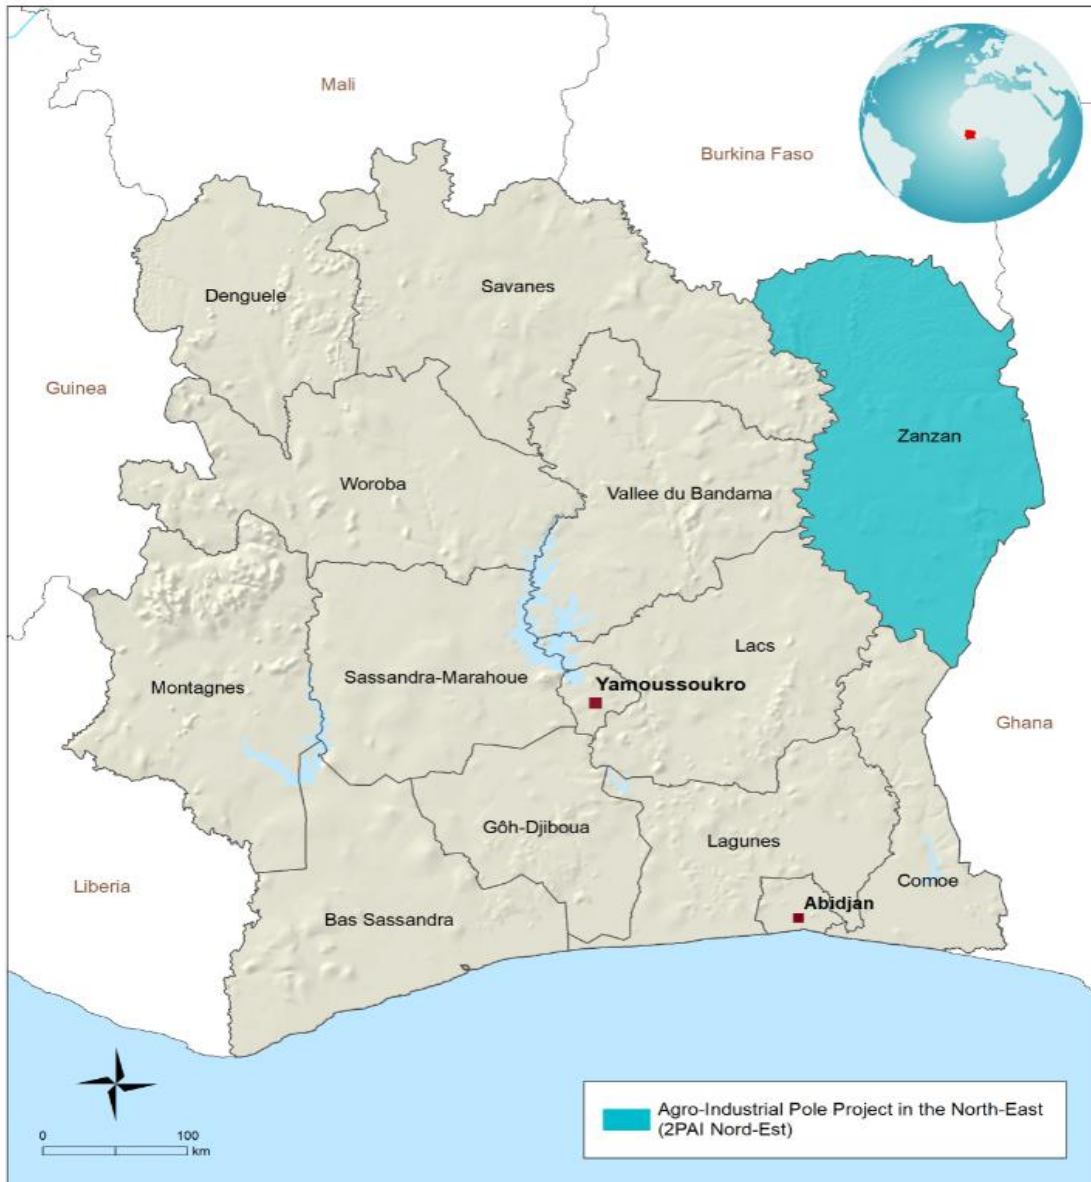 Mali
Burkina Faso
Denguele
Savanes
Guinea
Zanzan
Woroba
Vallee du Bandama
Lacs
Sassandra-Marahoue
Yamoussoukro
Montagnes
Ghana
Gôh-Djiboua
Lagunes
Liberia
Comoe
Abidjan
Bas Sassandra
Agro-Industrial Pole Project in the North-East
(2PAI Nord-Est)
0 100
km